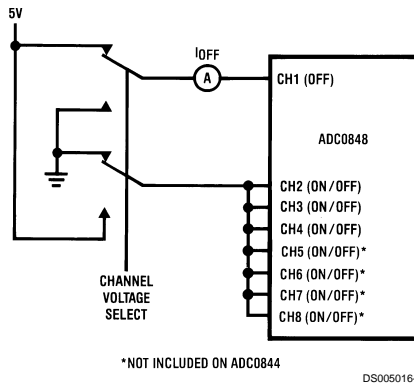 5V
IOFF
A
CH1 (OFF)
ADC0848
CH2 (ON/OFF)
CH3 (ON/OFF)
CH4 (ON/OFF)
CH5 (ON/OFF)*
CH6 (ON/OFF)*
CH7 (ON/OFF)*
CH8 (ON/OFF)*
CHANNEL
VOLTAGE
SELECT
*NOT INCLUDED ON ADC0844
DS005016-